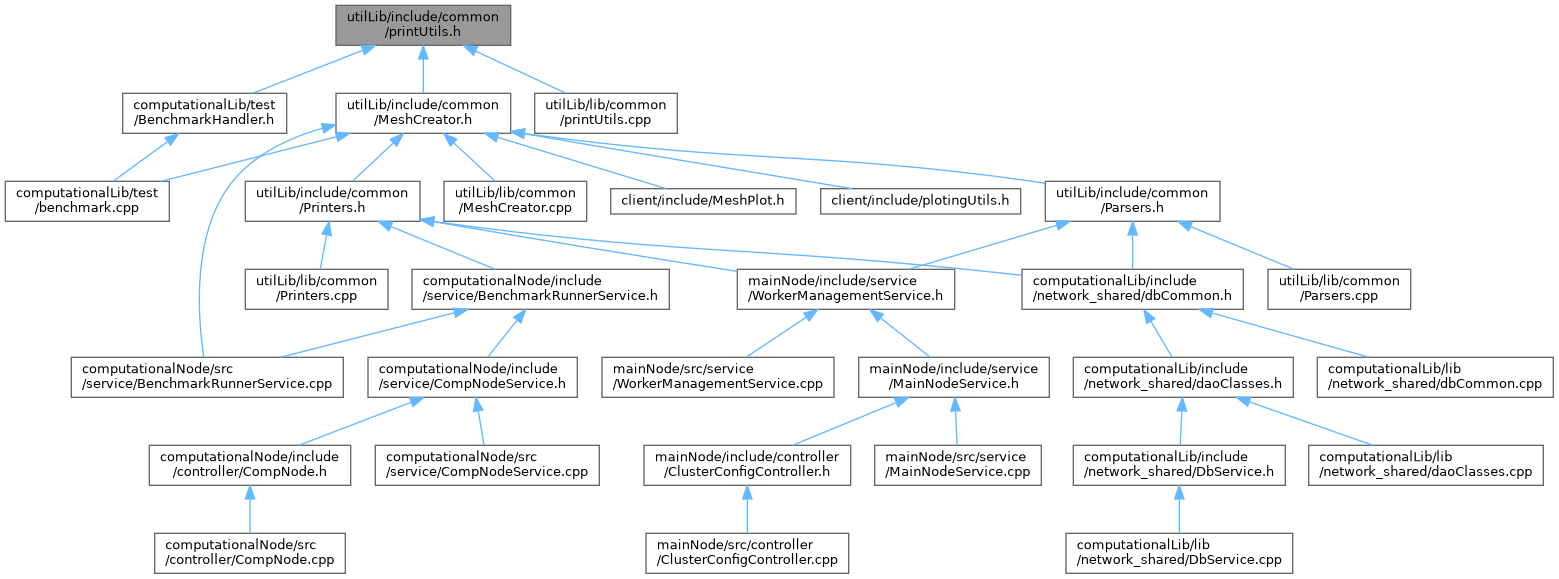 utilLib/include/common
/printUtils.h
computationalLib/test
/BenchmarkHandler.h
utilLib/include/common
/MeshCreator.h
utilLib/lib/common
/printUtils.cpp
computationalLib/test
/benchmark.cpp
utilLib/include/common
/Printers.h
utilLib/lib/common
/MeshCreator.cpp
client/include/MeshPlot.h
client/include/plotingUtils.h
utilLib/include/common
/Parsers.h
utilLib/lib/common
/Printers.cpp
computationalNode/include
/service/BenchmarkRunnerService.h
mainNode/include/service
/WorkerManagementService.h
computationalLib/include
/network_shared/dbCommon.h
utilLib/lib/common
/Parsers.cpp
computationalNode/src
/service/BenchmarkRunnerService.cpp
computationalNode/include
/service/CompNodeService.h
mainNode/src/service
/WorkerManagementService.cpp
mainNode/include/service
/MainNodeService.h
computationalLib/include
/network_shared/daoClasses.h
computationalLib/lib
/network_shared/dbCommon.cpp
computationalNode/include
/controller/CompNode.h
computationalNode/src
/service/CompNodeService.cpp
mainNode/include/controller
/ClusterConfigController.h
mainNode/src/service
/MainNodeService.cpp
computationalLib/include
/network_shared/DbService.h
computationalLib/lib
/network_shared/daoClasses.cpp
computationalNode/src
/controller/CompNode.cpp
mainNode/src/controller
/ClusterConfigController.cpp
computationalLib/lib
/network_shared/DbService.cpp